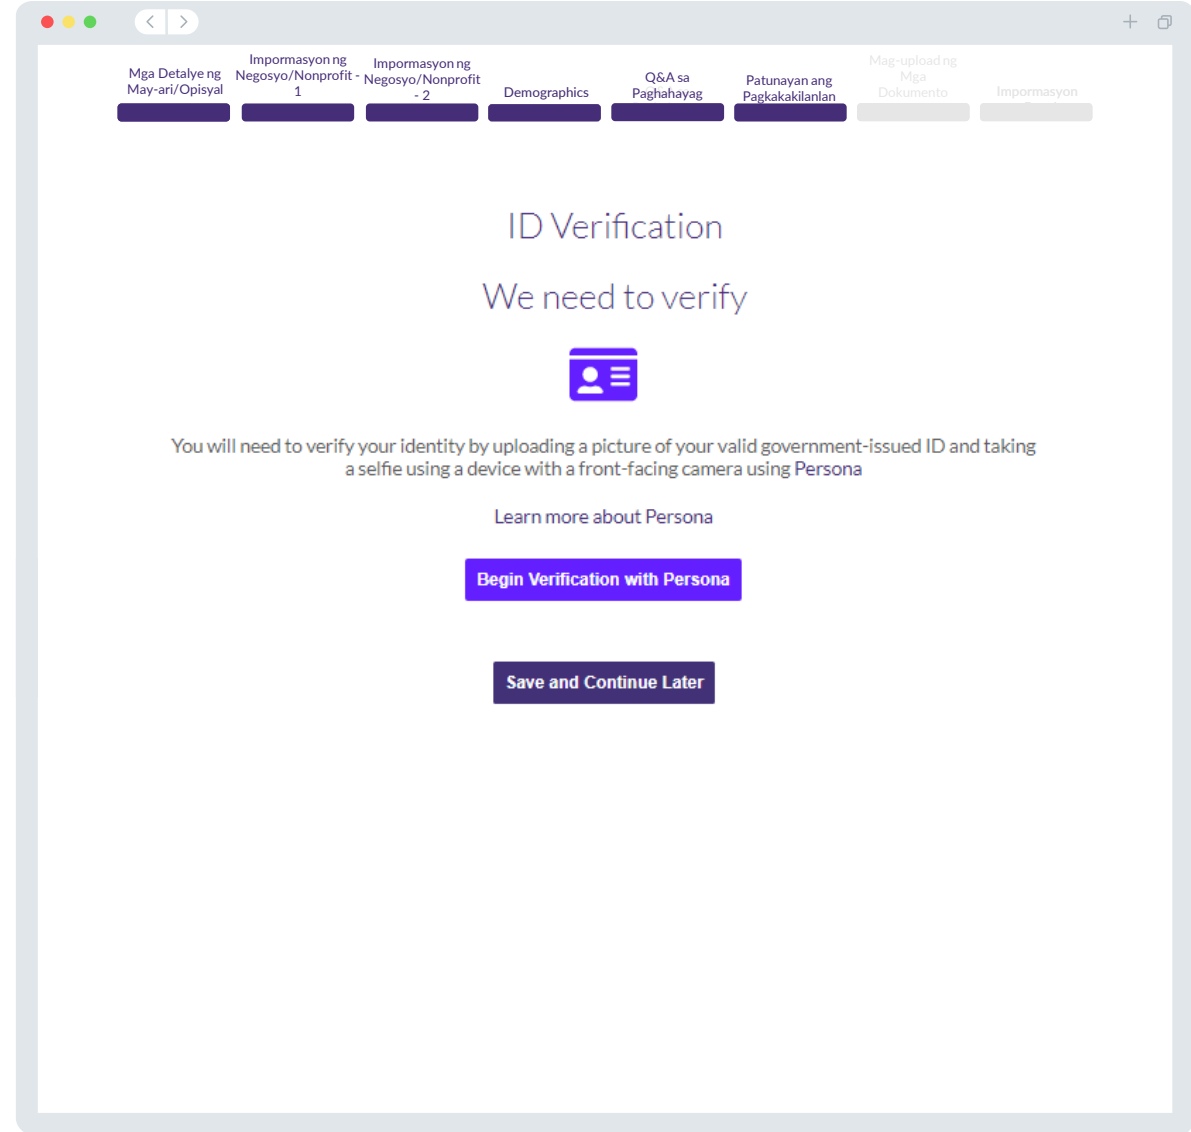 Mga Detalye ng
May-ari/Opisyal
Impormasyon ng
Negosyo/Nonprofit -
1
Impormasyon ng
Negosyo/Nonprofit
- 2
Demographics
Q&A sa
Paghahayag
Patunayan ang
Pagkakakilanlan
Mag-upload ng
Mga
Dokumento
Impormasyon
ID Verification
We need to verify
You will need to verify your identity by uploading a picture of your valid government-issued ID and taking
a selfie using a device with a front-facing camera using Persona
Learn more about Persona
Begin Verification with Persona
Save and Continue Later